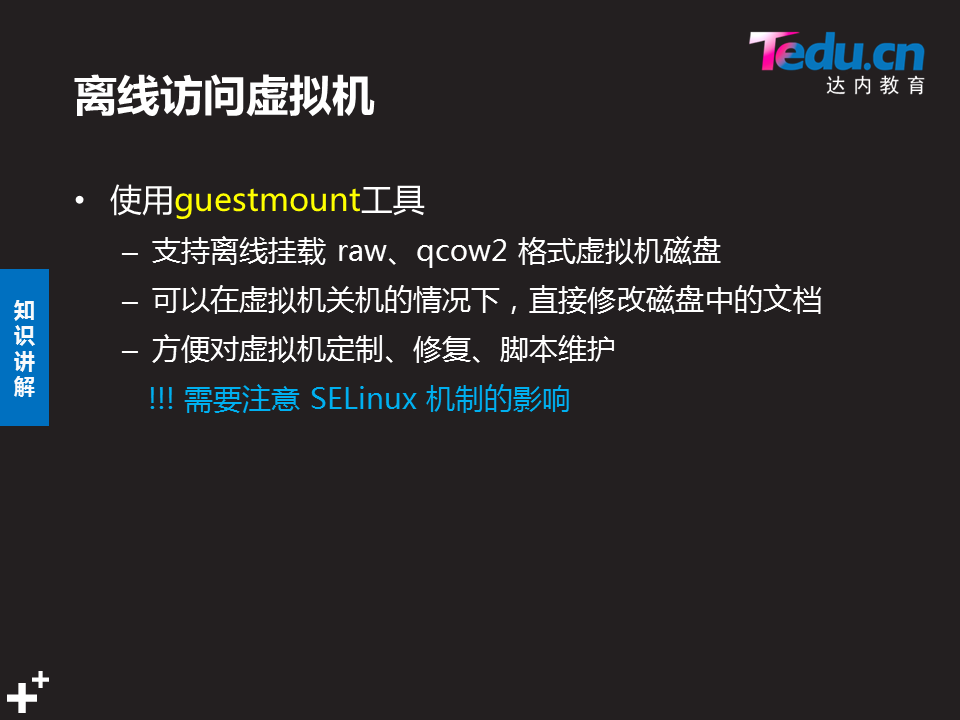 Tedu.cn
达内教育
离线访问虚拟机
• 使用guestmount工具
– 支持离线挂载 raw、qcow2 格式虚拟机磁盘
– 可以在虚拟机关机的情况下，直接修改磁盘中的文档
– 方便对虚拟机定制、修复、脚本维护
!!! 需要注意 SELinux 机制的影响
知识讲解